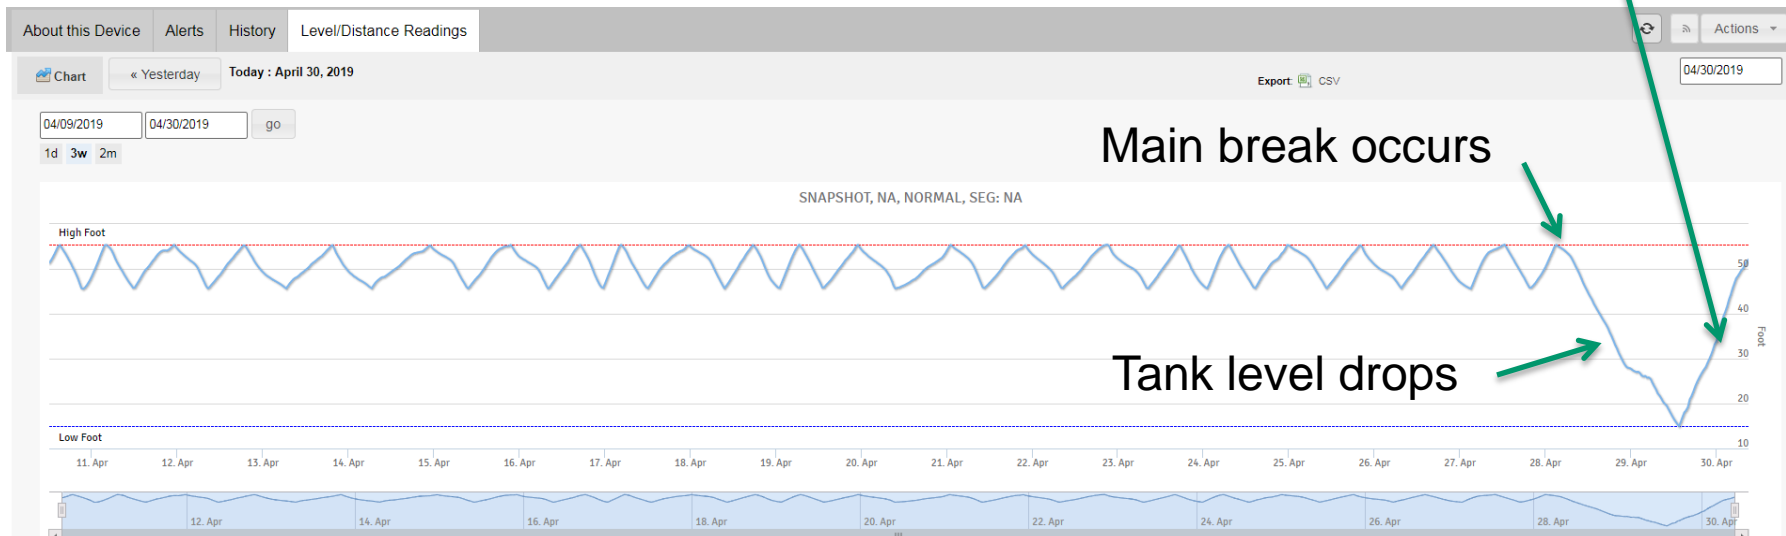 About this Device Alerts History Level/Distance Readings
Actions
Chart « Yesterday Today : April 30, 2019
Export: CSV
04/30/2019
04/09/2019 04/30/2019 go
1d 3w 2m
Main break occurs
SNAPSHOT, NA, NORMAL, SEG: NA
High Foot
50
40
Foot
30
Tank level drops
20
Low Foot
10
11. Apr 12. Apr 13. Apr 14. Apr 15. Apr 16. Apr 17. Apr 18. Apr 19. Apr 20. Apr 21. Apr 22. Apr 23. Apr 24. Apr 25. Apr 26. Apr 27. Apr 28. Apr 29. Apr 30. Apr
12. Apr 14. Apr 16. Apr 18. Apr 20. Apr 22. Apr 24. Apr 26. Apr 28. Apr 30. Apr